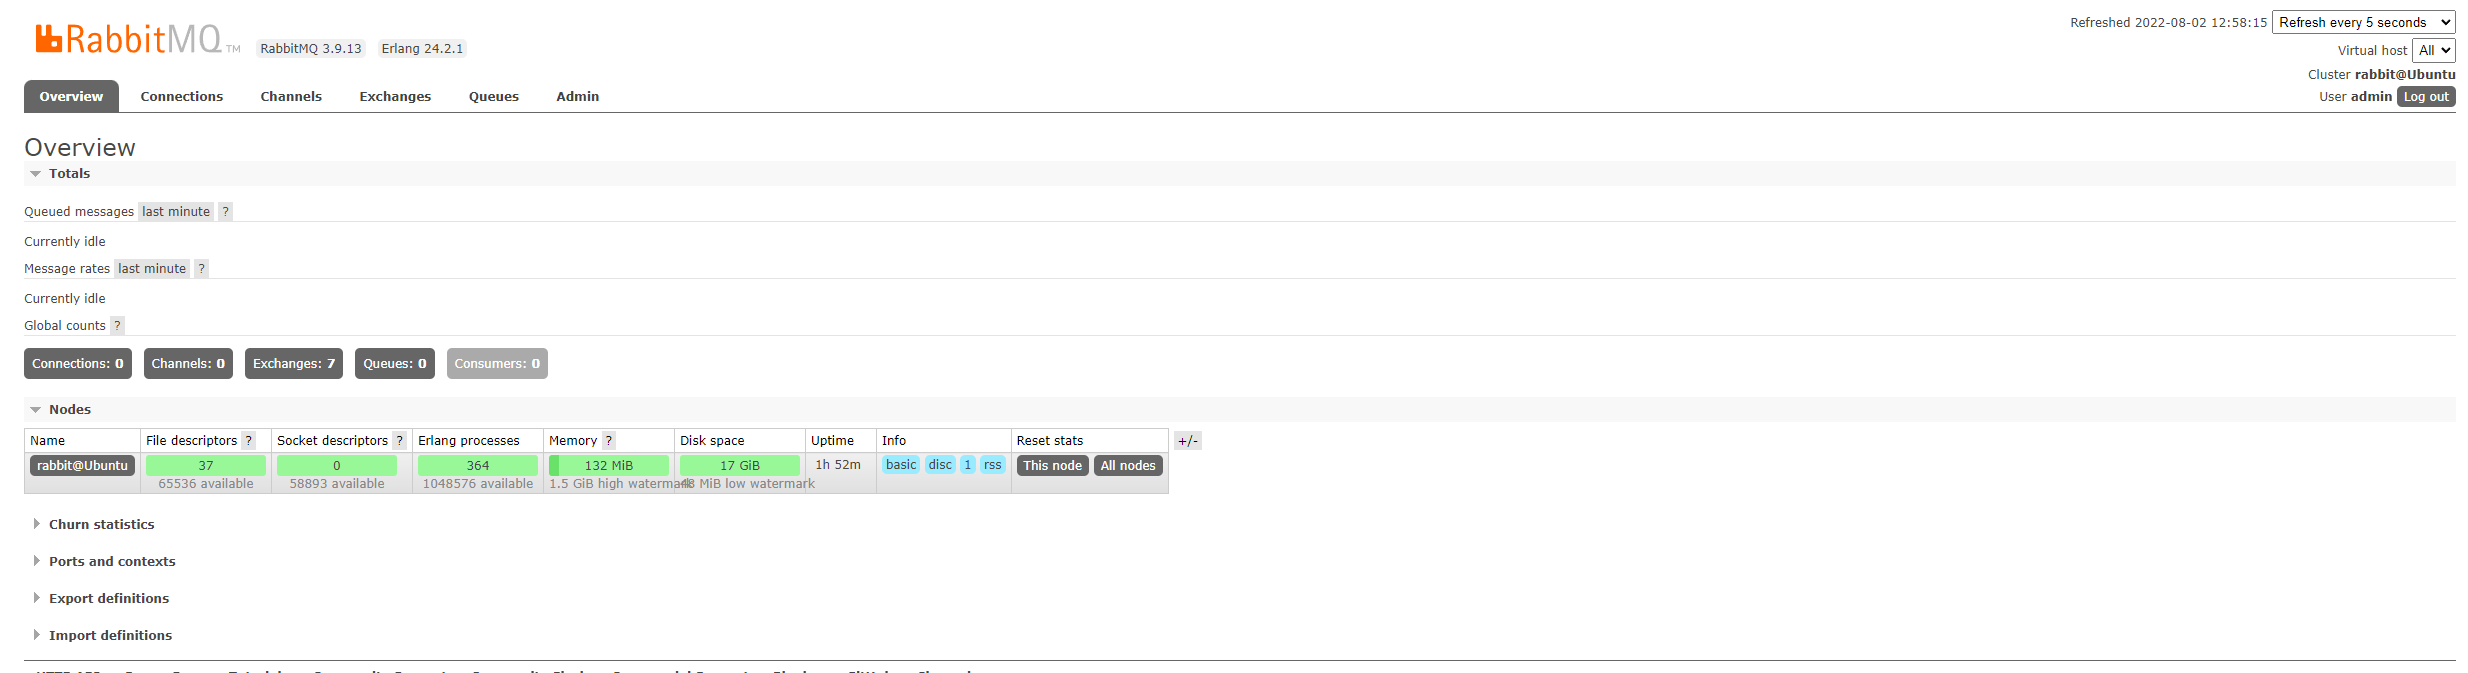 RabbitMQ TM RabbitMQ 3.9.13 Erlang 24.2.1
Refreshed 2022-08-02 12:58:15 Refresh every 5 seconds
Virtual host All
Cluster rabbit@Ubuntu
User admin Log out
Overview Connections Channels Exchanges Queues Admin
Overview
Totals
Queued messages last minute ?
Currently idle
Message rates last minute ?
Currently idle
Global counts ?
Connections: 0 Channels: 0 Exchanges: 7 Queues: 0 Consumers: 0
Nodes
Name File descriptors ? Socket descriptors ? Erlang processes Memory ? Disk space Uptime Info Reset stats +/-
rabbit@Ubuntu 37 0 364 132 MiB 17 GiB 1h 52m basic disc 1 rss This node All nodes
65536 available 58893 available 1048576 available 1.5 GiB high watermark 48 MiB low watermark
Churn statistics
Ports and contexts
Export definitions
Import definitions